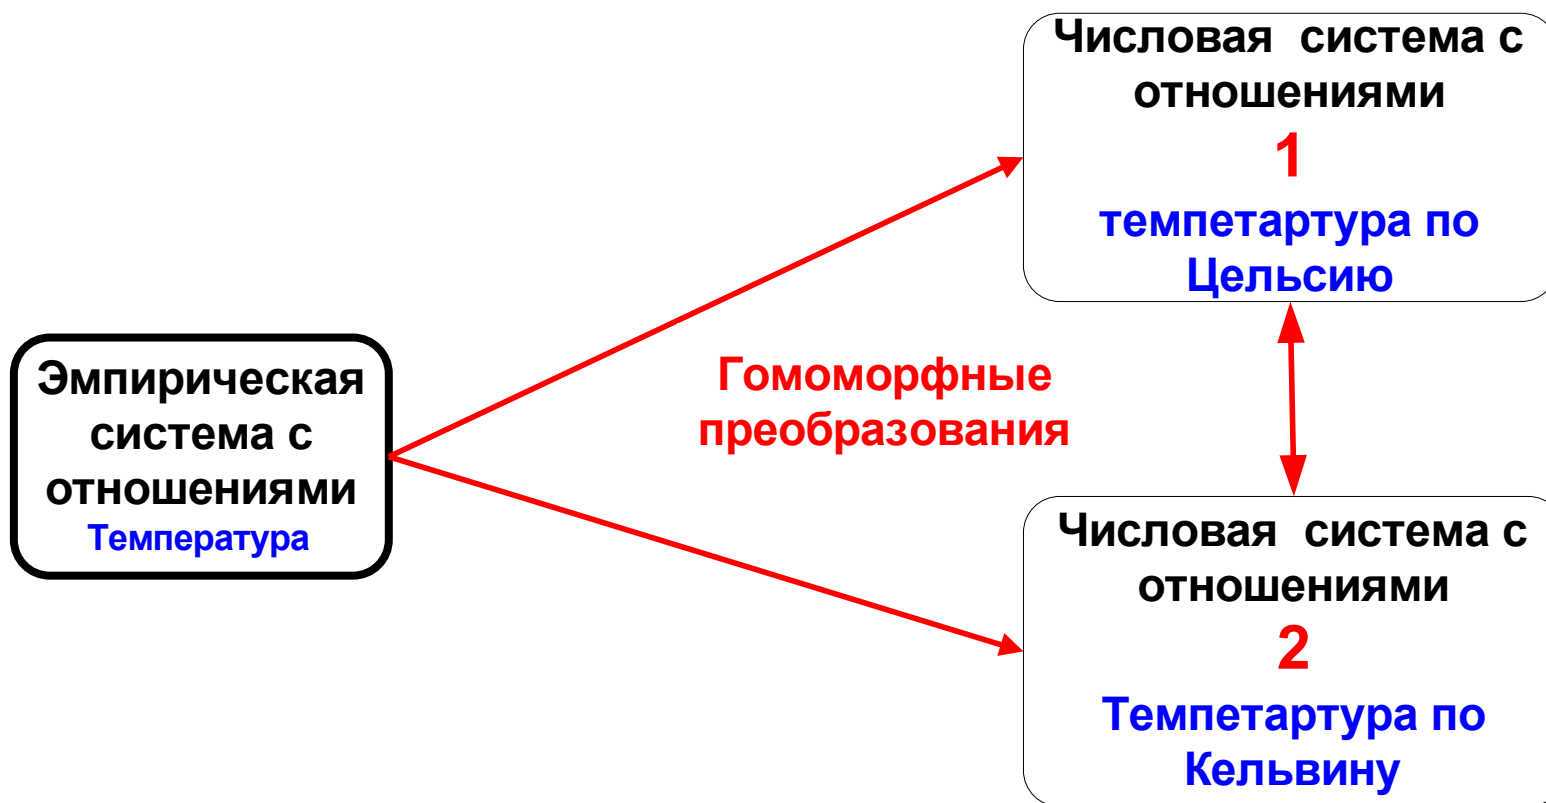 Числовая система с
отношениями
1
темпетартура по
Цельсию
Гомоморфные
преобразования
Эмпирическая
система с
отношениями
Температура
Числовая система с
отношениями
2
Темпетартура по
Кельвину